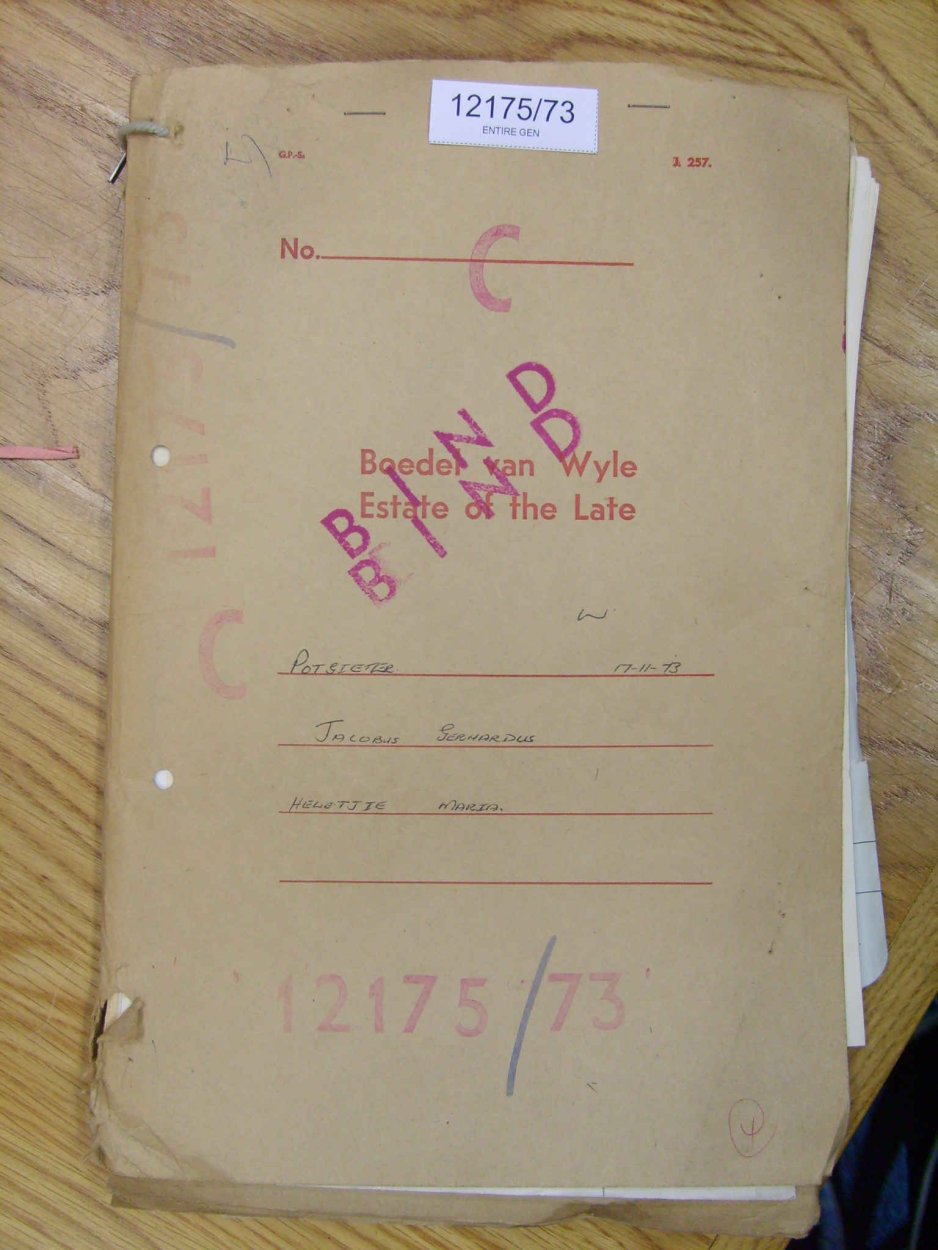 12175/73
ENTIRE GEN
G.P.-S.
J. 257.
No.
C
BIND
BIND
Boedel van Wyle
Estate of the Late
POTGIETER 17-11-73
JACOBUS GERHARDUS
HELETJIE MARIA.
C
12175/73